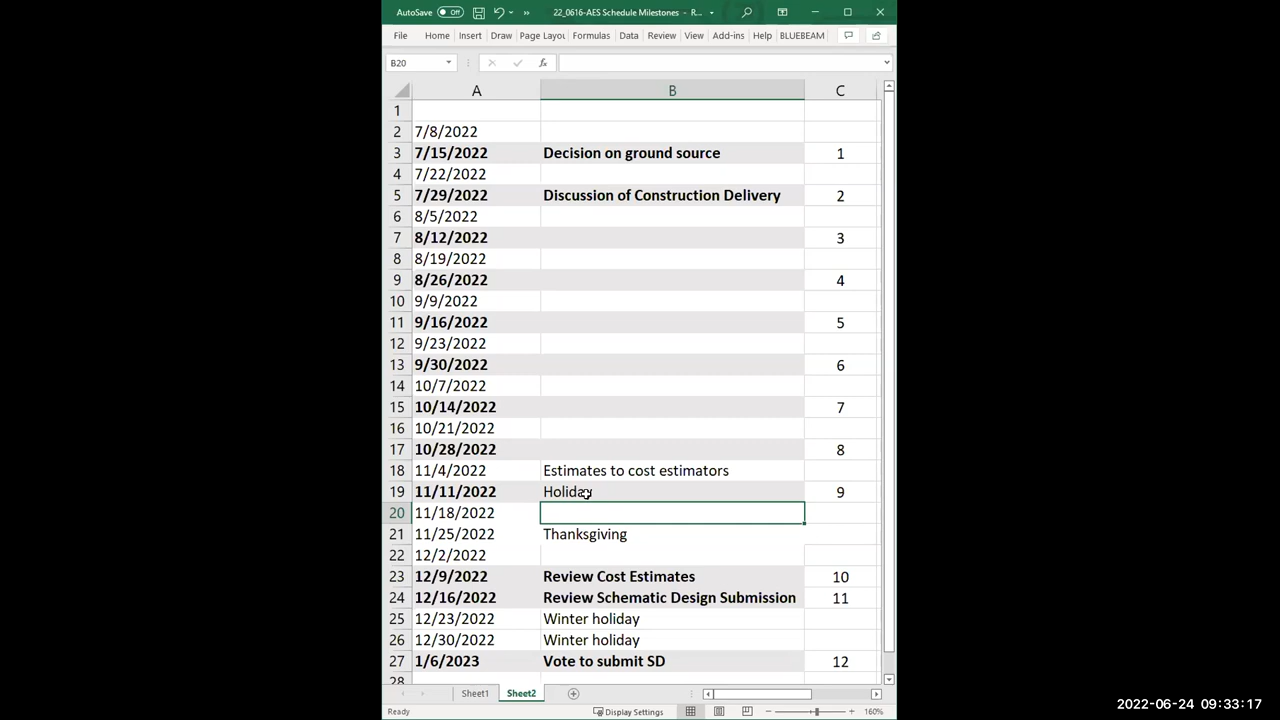 AutoSave Off 22_0616-AES Schedule Milestones - R...
File Home Insert Draw Page Layou Formulas Data Review View Add-ins Help BLUEBEAM
B20 fx
A B C
1
2 7/8/2022
3 7/15/2022 Decision on ground source 1
4 7/22/2022
5 7/29/2022 Discussion of Construction Delivery 2
6 8/5/2022
7 8/12/2022 3
8 8/19/2022
9 8/26/2022 4
10 9/9/2022
11 9/16/2022 5
12 9/23/2022
13 9/30/2022 6
14 10/7/2022
15 10/14/2022 7
16 10/21/2022
17 10/28/2022 8
18 11/4/2022 Estimates to cost estimators
19 11/11/2022 Holiday 9
20 11/18/2022
21 11/25/2022 Thanksgiving
22 12/2/2022
23 12/9/2022 Review Cost Estimates 10
24 12/16/2022 Review Schematic Design Submission 11
25 12/23/2022 Winter holiday
26 12/30/2022 Winter holiday
27 1/6/2023 Vote to submit SD 12
28
Sheet1 Sheet2
Ready Display Settings 160%
2022-06-24 09:33:17